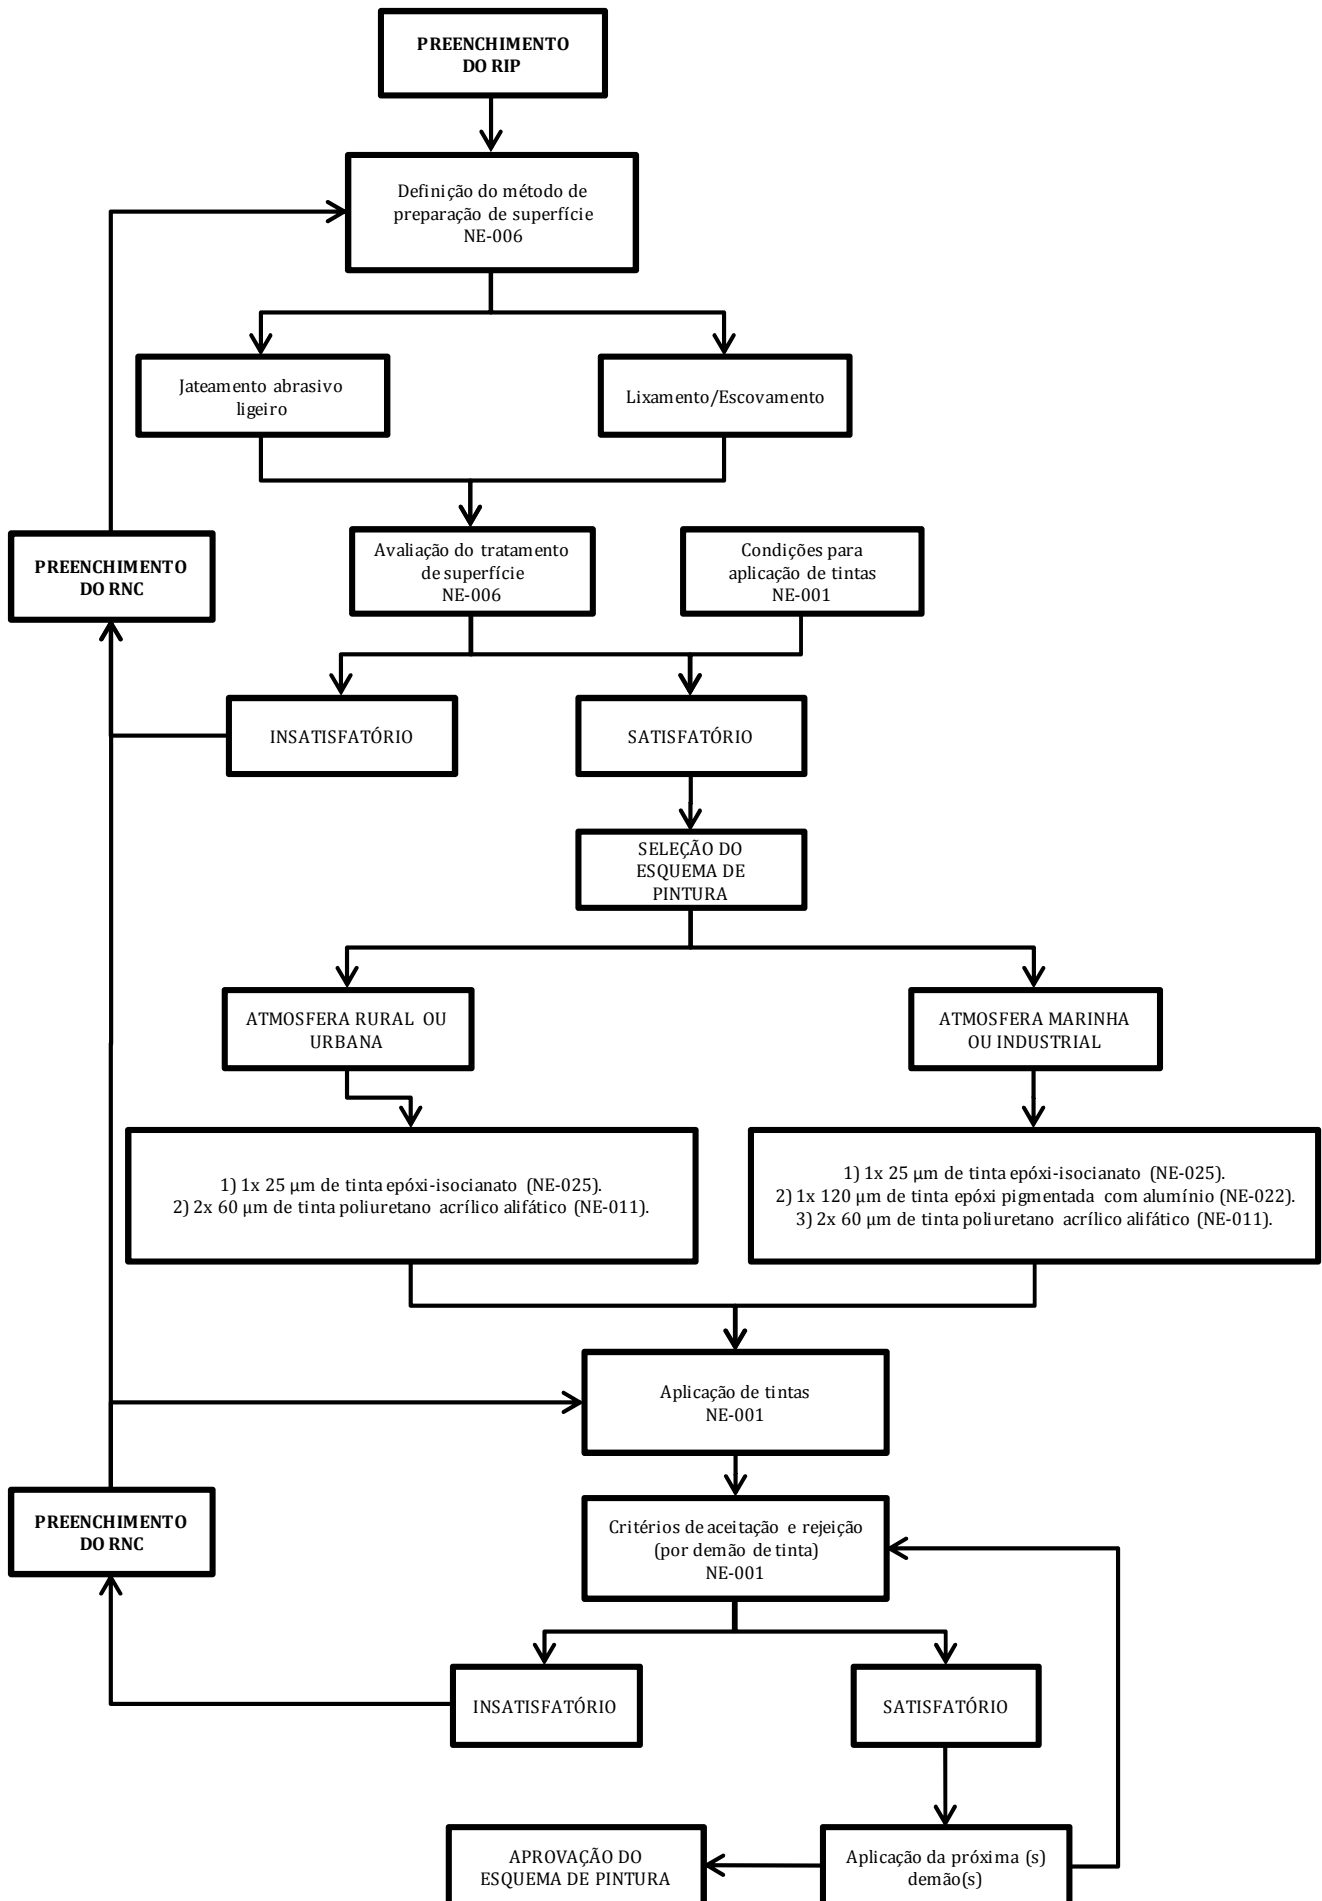 PREENCHIMENTO
DO RIP
Definição do método de
preparação de superfície
NE-006
Jateamento abrasivo
ligeiro
Lixamento/Escovamento
PREENCHIMENTO
DO RNC
Avaliação do tratamento
de superfície
NE-006
Condições para
aplicação de tintas
NE-001
INSATISFATÓRIO
SATISFATÓRIO
SELEÇÃO DO
ESQUEMA DE
PINTURA
ATMOSFERA RURAL OU
URBANA
ATMOSFERA MARINHA
OU INDUSTRIAL
1) 1x 25 µm de tinta epóxi-isocianato (NE-025).
2) 2x 60 µm de tinta poliuretano acrílico alifático (NE-011).
1) 1x 25 µm de tinta epóxi-isocianato (NE-025).
2) 1x 120 µm de tinta epóxi pigmentada com alumínio (NE-022).
3) 2x 60 µm de tinta poliuretano acrílico alifático (NE-011).
Aplicação de tintas
NE-001
PREENCHIMENTO
DO RNC
Critérios de aceitação e rejeição
(por demão de tinta)
NE-001
INSATISFATÓRIO
SATISFATÓRIO
APROVAÇÃO DO
ESQUEMA DE PINTURA
Aplicação da próxima (s)
demão(s)